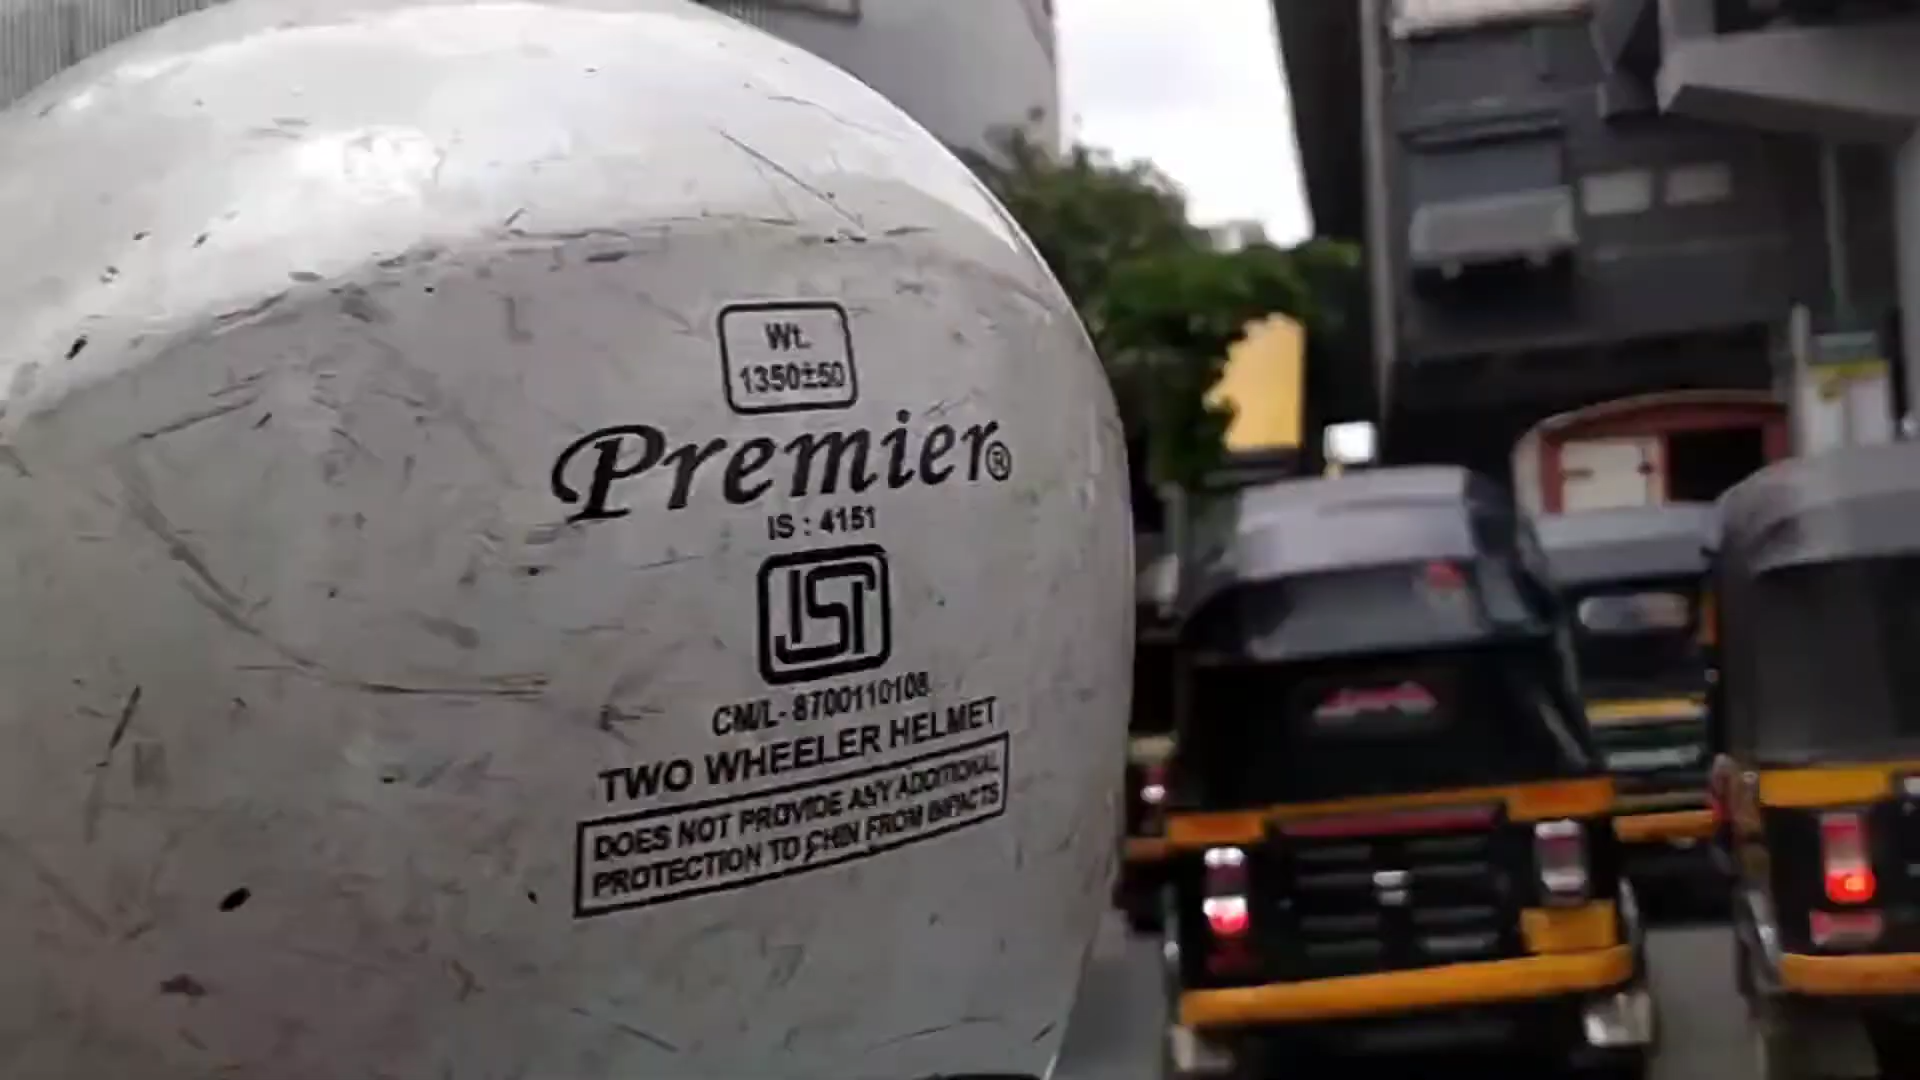 Wt.
1350±50
Premier®
IS : 4151
ISI
CM/L- 8700110108
TWO WHEELER HELMET
DOES NOT PROVIDE ANY ADDITIONAL
PROTECTION TO CHIN FROM IMPACTS